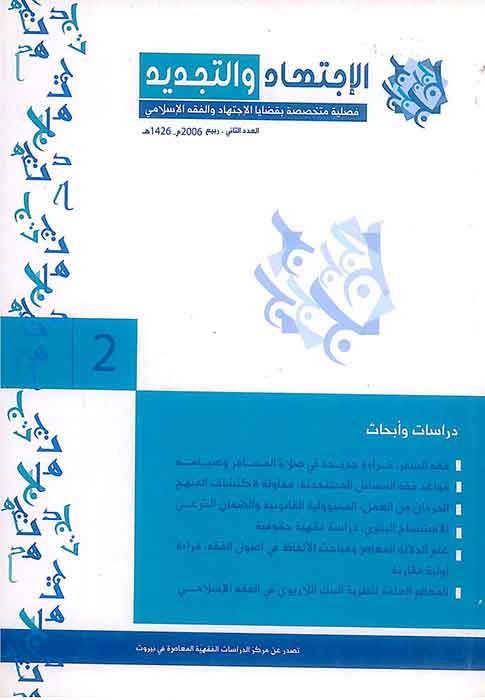 الإجتهاد والتجديد
فصلية متخصصة بقضايا الإجتهاد والفقه الإسلامي
العدد الثاني - ربيع 2006م، 1426هـ
2
دراسات وأبحاث
فقه السفر، قراءة جديدة في صلاة المسافر وصيامه
قواعد فقه المسائل المستحدثة، محاولة لاكتشاف المنهج
الحرمان من العمل، المسؤولية القانونية والضمان الشرعي
الاستنساخ البشري، دراسة فقهية حقوقية
علم الدلالة المعاصر ومباحث الألفاظ في أصول الفقه، قراءة
أولية مقارنة
المعالم العامة لنظرية البنك اللاربوي في الفقه الإسلامي
تصدر عن مركز الدراسات الفقهية المعاصرة في بيروت